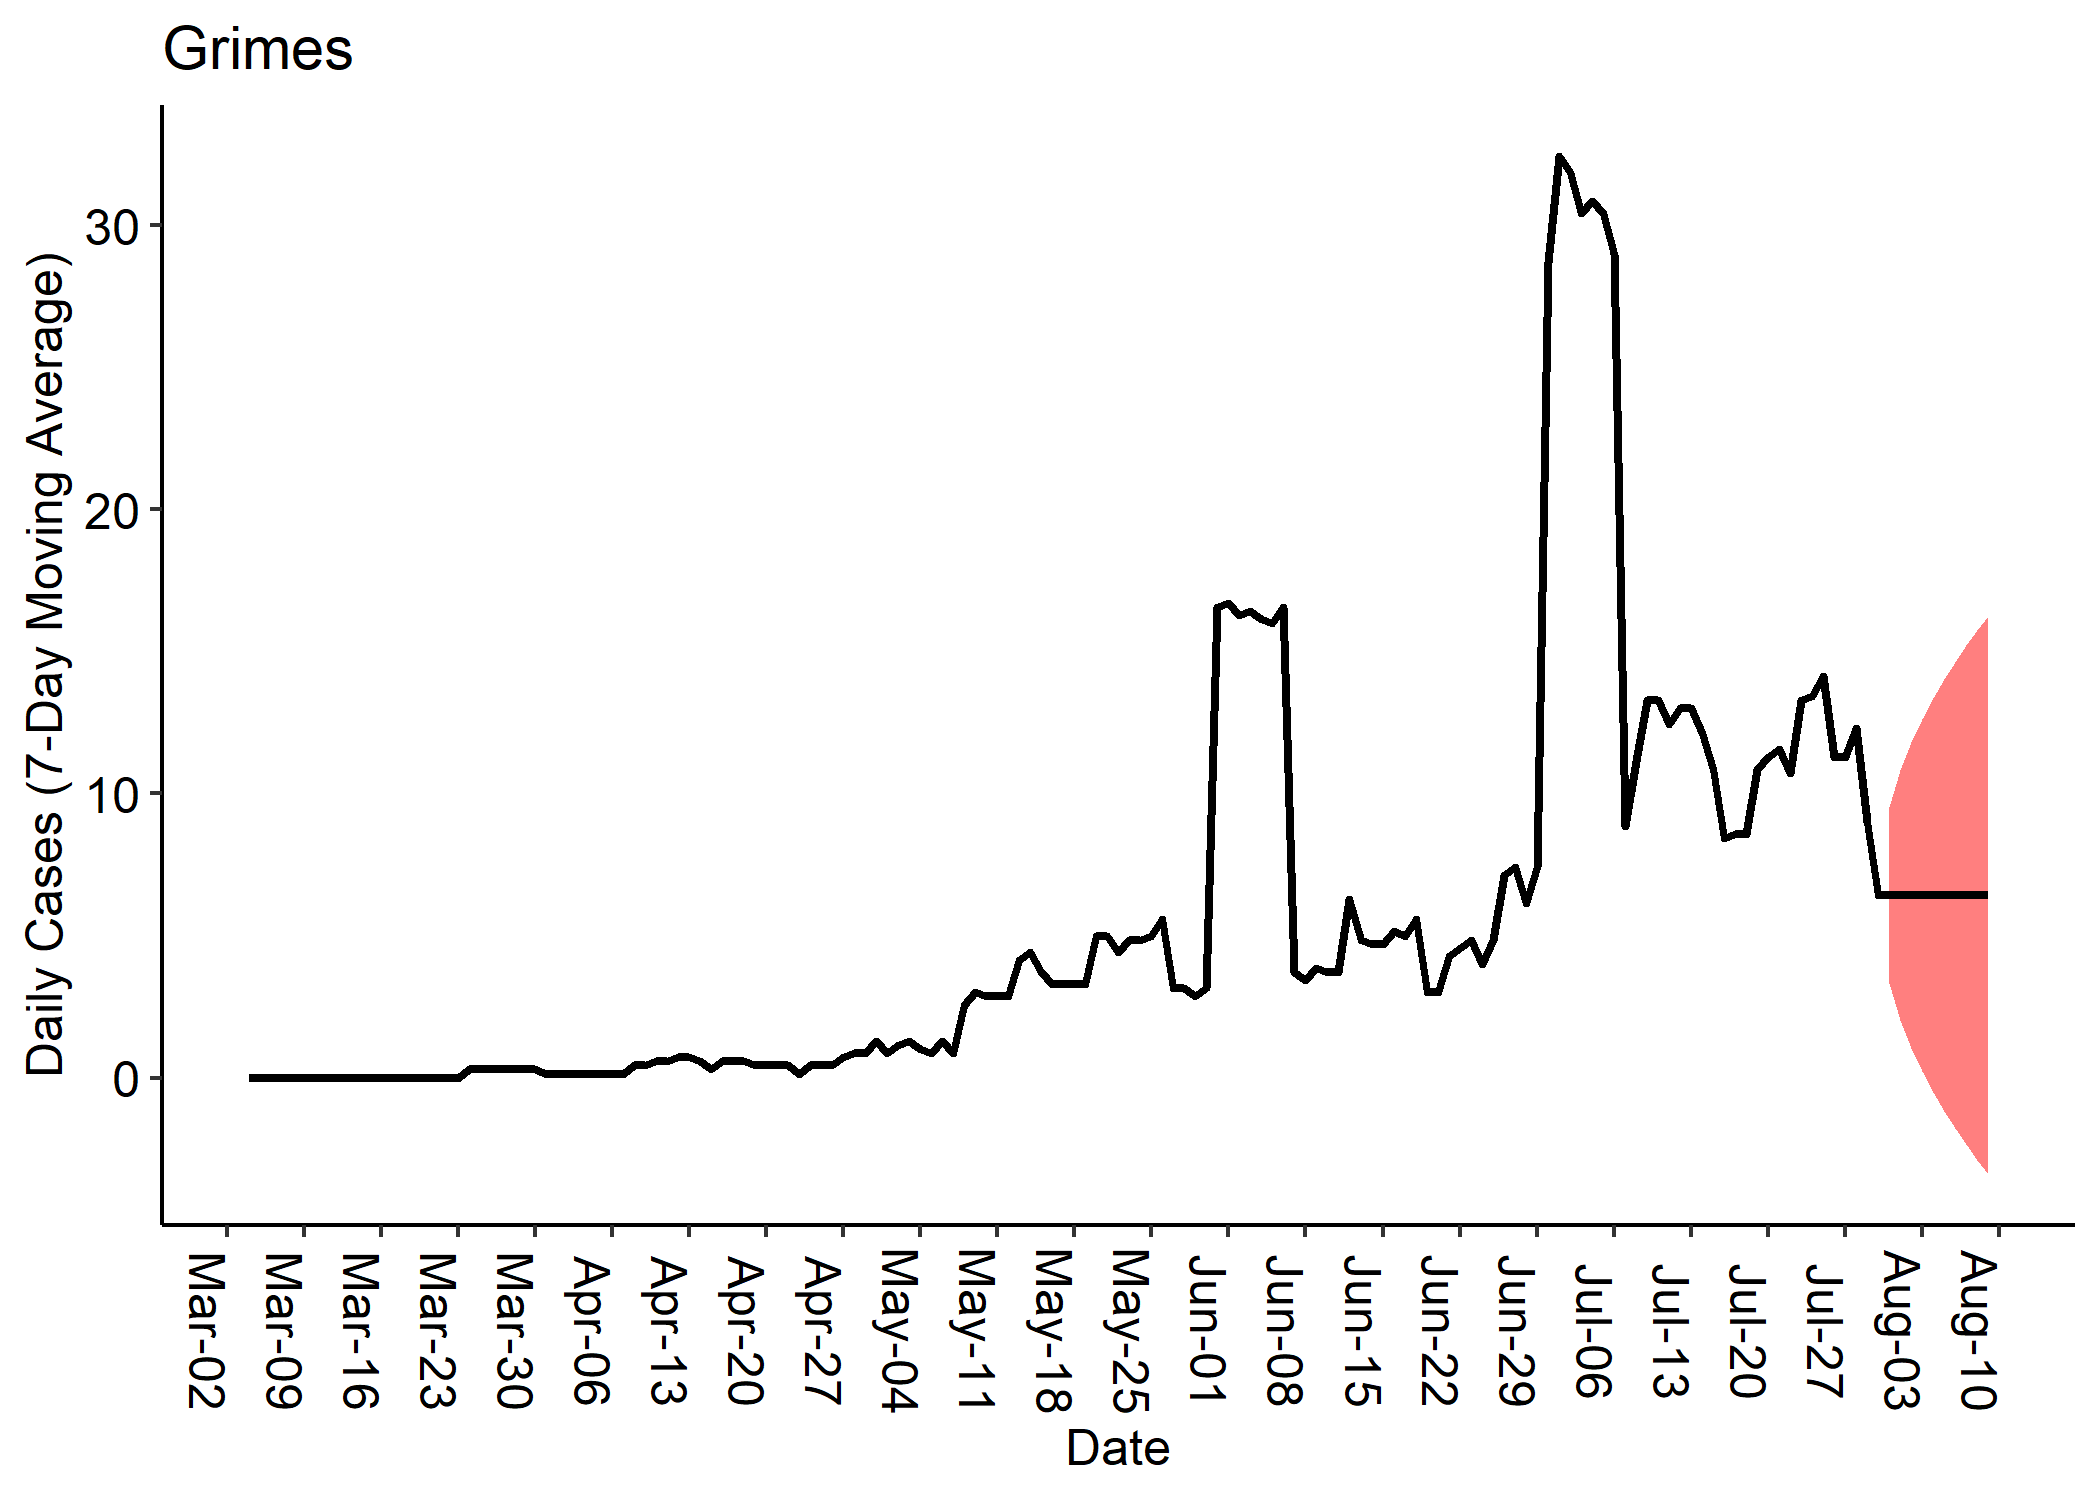 Grimes
Daily Cases (7-Day Moving Average)
30
20
10
0
Mar-02
Mar-09
Mar-16
Mar-23
Mar-30
Apr-06
Apr-13
Apr-20
Apr-27
May-04
May-11
May-18
May-25
Jun-01
Jun-08
Jun-15
Jun-22
Jun-29
Jul-06
Jul-13
Jul-20
Jul-27
Aug-03
Aug-10
Date